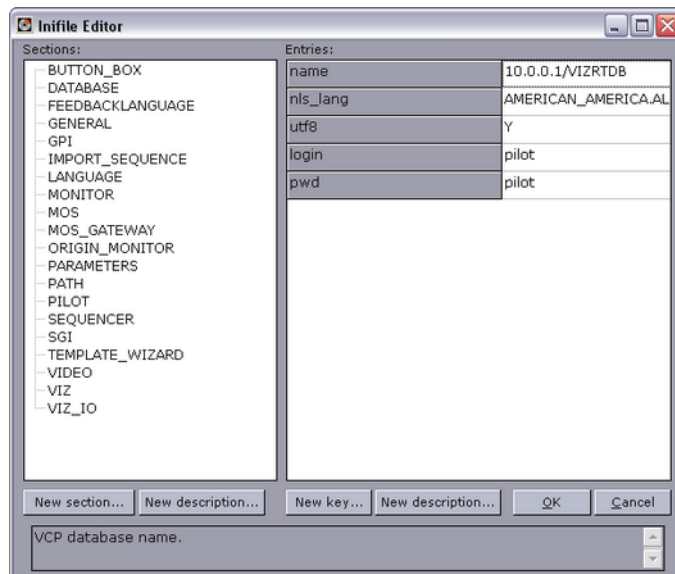 Inifile Editor
Sections:
BUTTON_BOX
DATABASE
FEEDBACKLANGUAGE
GENERAL
GPI
IMPORT_SEQUENCE
LANGUAGE
MONITOR
MOS
MOS_GATEWAY
ORIGIN_MONITOR
PARAMETERS
PATH
PILOT
SEQUENCER
SGI
TEMPLATE_WIZARD
VIDEO
VIZ
VIZ_IO
Entries:
name 10.0.0.1/VIZRTDB
nls_lang AMERICAN_AMERICA.AL
utf8 Y
login pilot
pwd pilot
New section... New description... New key... New description... OK Cancel
VCP database name.